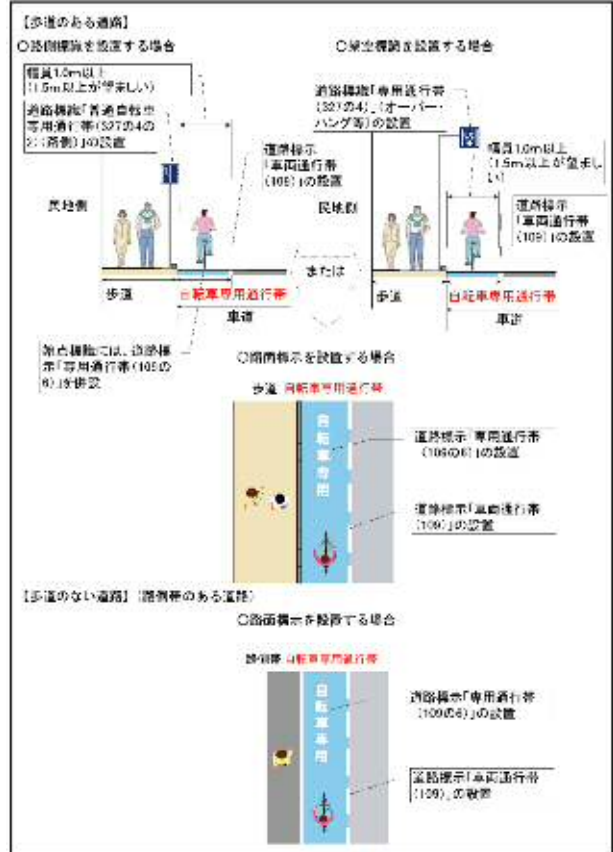 【歩道のある道路】
○路側標識を設置する場合
幅員1.0m以上
(1.5m以上が望ましい)
道路標識「普通自転車
専用通行帯(327の4の
2)(路側)」の設置
道路標示
「車両通行帯
(109)」の設置
民地側
歩道
自転車専用通行帯
車道
始点標識には、道路標
示「専用通行帯(109の
6)」を併設
○架空標識を設置する場合
道路標識「専用通行帯
(327の4)」(オーバー・
ハング等)の設置
幅員1.0m以上
(1.5m以上が望まし
い)
道路標示
「車両通行帯
(109)」の設置
民地側
歩道
自転車専用通行帯
車道
または
○路面標示を設置する場合
歩道 自転車専用通行帯
自転車専用
道路標示「専用通行帯
(109の6)」の設置
道路標示「車両通行帯
(109)」の設置
【歩道のない道路】(路側帯のある道路)
○路面標示を設置する場合
路側帯 自転車専用通行帯
自転車専用
道路標示「専用通行帯
(109の6)」の設置
道路標示「車両通行帯
(109)」の設置